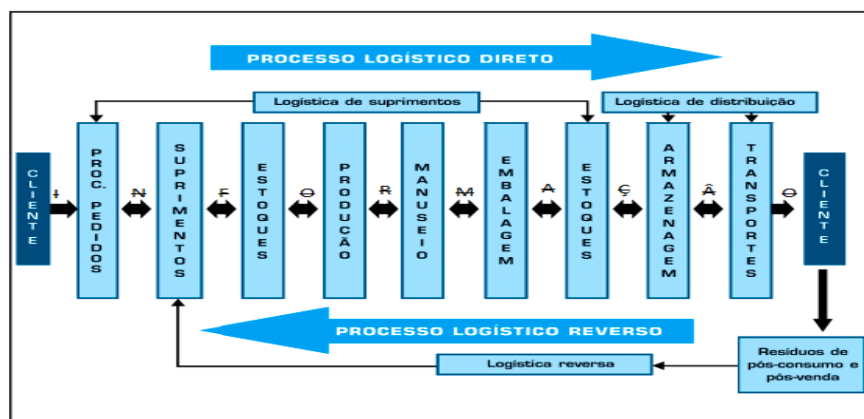 PROCESSO LOGÍSTICO DIRETO
Logística de suprimentos
Logística de distribuição
CLIENTE
I
PROC. PEDIDOS
N
SUPRIMENTOS
F
ESTOQUES
O
PRODUÇÃO
R
MANUSEIO
M
EMBALAGEM
A
ESTOQUES
Ç
ARMAZENAGEM
Â
TRANSPORTES
O
CLIENTE
PROCESSO LOGÍSTICO REVERSO
Logística reversa
Resíduos de
pós-consumo e
pós-venda